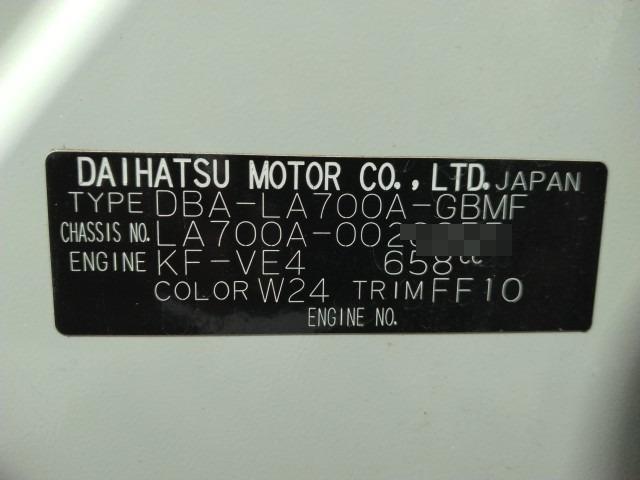 DAIHATSU MOTOR CO., LTD. JAPAN
TYPE DBA-LA700A-GBMF
CHASSIS NO. LA700A-002
ENGINE KF-VE4 658cc
COLOR W24 TRIM FF10
ENGINE NO.